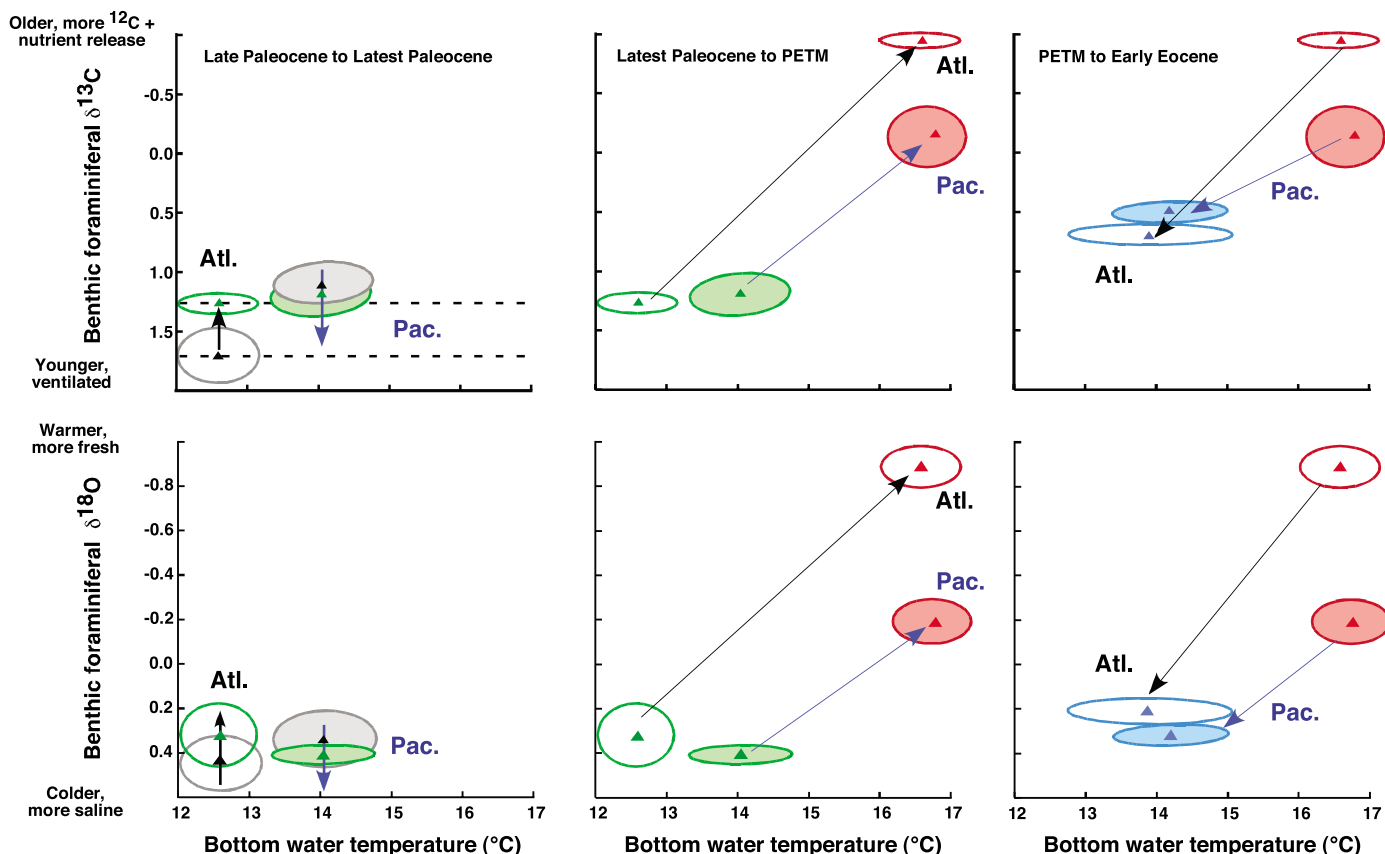 Older, more ¹²C +
nutrient release
Benthic foraminiferal δ¹³C
Younger,
ventilated
-0.5
0.0
0.5
1.0
1.5
Late Paleocene to Latest Paleocene
Atl.
Pac.
Latest Paleocene to PETM
Atl.
Pac.
PETM to Early Eocene
Pac.
Atl.
Warmer,
more fresh
Benthic foraminiferal δ¹⁸O
Colder,
more saline
-0.8
-0.6
-0.4
-0.2
0.0
0.2
0.4
Atl.
Pac.
Atl.
Pac.
Atl.
Pac.
12 13 14 15 16 17
12 13 14 15 16 17
12 13 14 15 16 17
Bottom water temperature (°C)
Bottom water temperature (°C)
Bottom water temperature (°C)